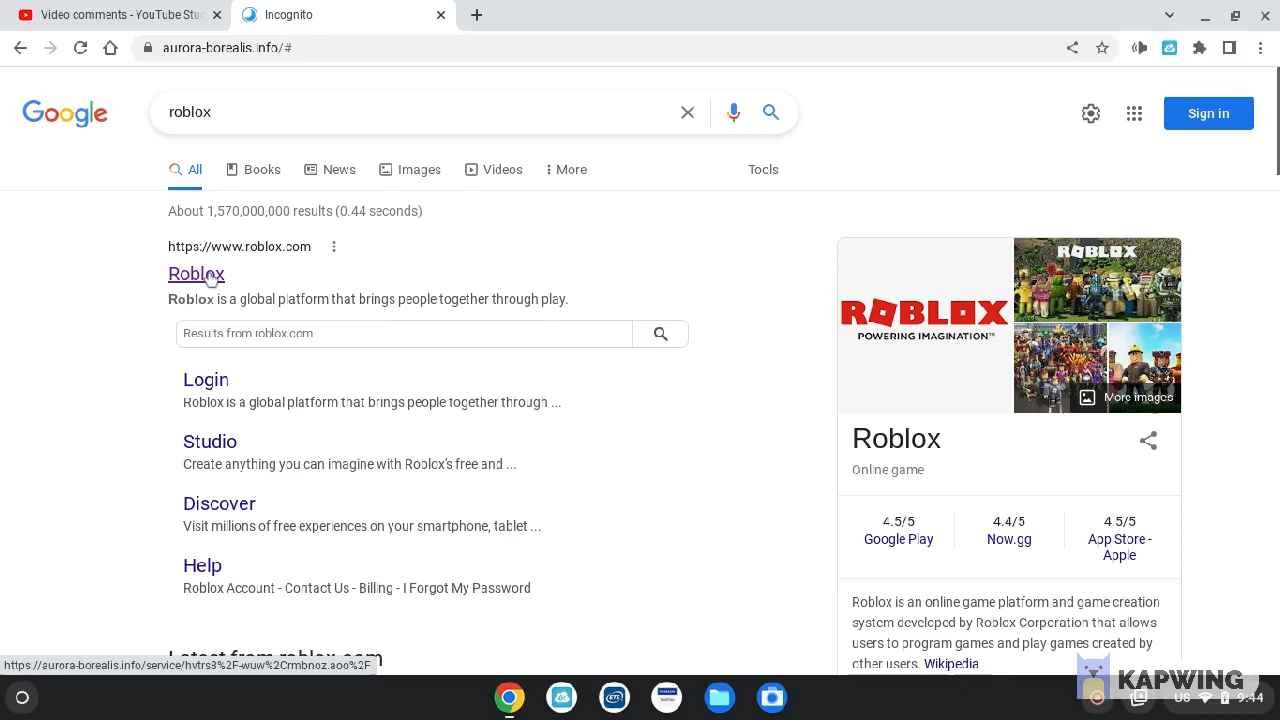 Video comments - YouTube Stu
Incognito
aurora-borealis.info/#
Google
roblox
Sign in
All
Books
News
Images
Videos
More
Tools
About 1,570,000,000 results (0.44 seconds)
https://www.roblox.com
Roblox
Roblox is a global platform that brings people together through play.
Results from roblox.com
Login
Roblox is a global platform that brings people together through ...
Studio
Create anything you can imagine with Roblox's free and ...
Discover
Visit millions of free experiences on your smartphone, tablet ...
Help
Roblox Account - Contact Us - Billing - I Forgot My Password
Latest from roblox.com
ROBLOX
POWERING IMAGINATION™
ROBLOX
More images
Roblox
Online game
4.5/5
Google Play
4.4/5
Now.gg
4.5/5
App Store -
Apple
Roblox is an online game platform and game creation
system developed by Roblox Corporation that allows
users to program games and play games created by
other users. Wikipedia
https://aurora-borealis.info/service/hvtrs8%2F-wuw%2Crmbnoz.aoo%2F
KAPWING
US
9:44